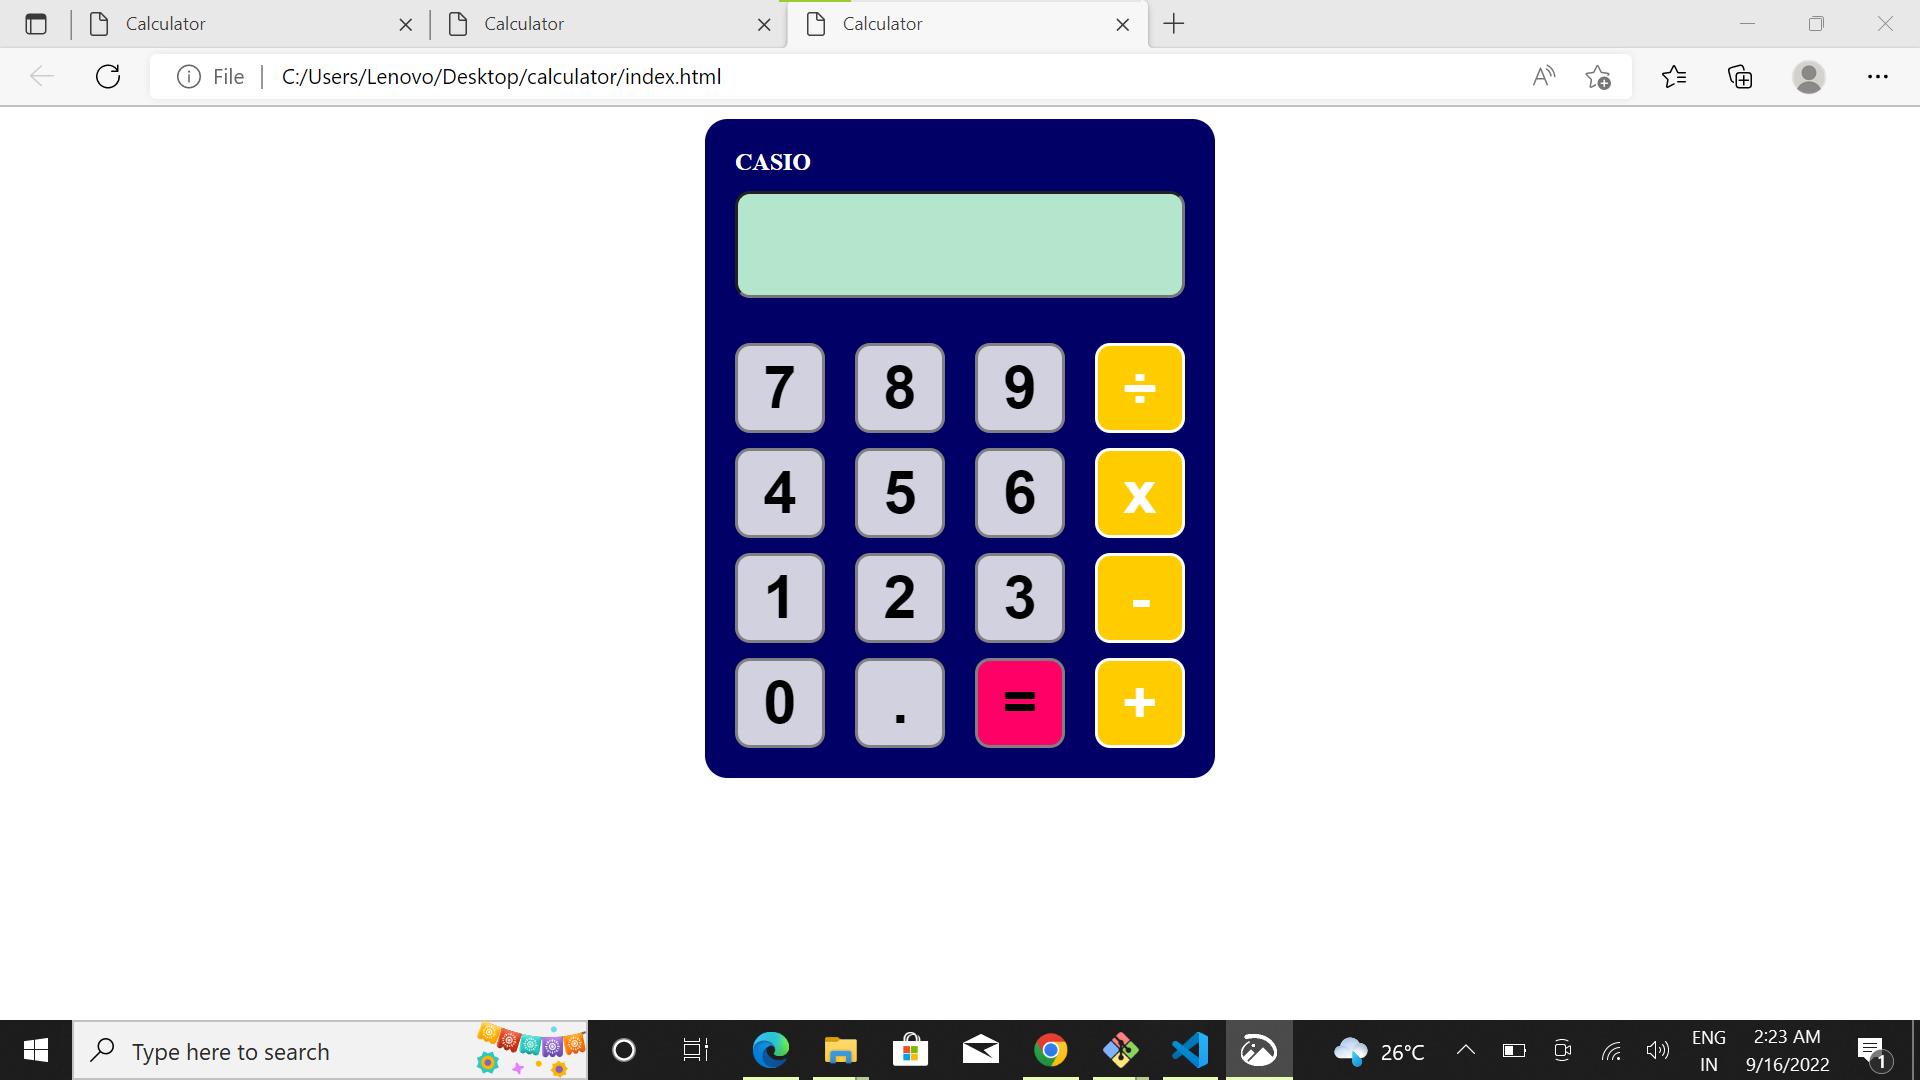 Calculator
Calculator
Calculator
File
C:/Users/Lenovo/Desktop/calculator/index.html
CASIO
7 8 9 ÷
4 5 6 x
1 2 3 -
0 . = +
Type here to search
26°C
ENG
IN
2:23 AM
9/16/2022
1